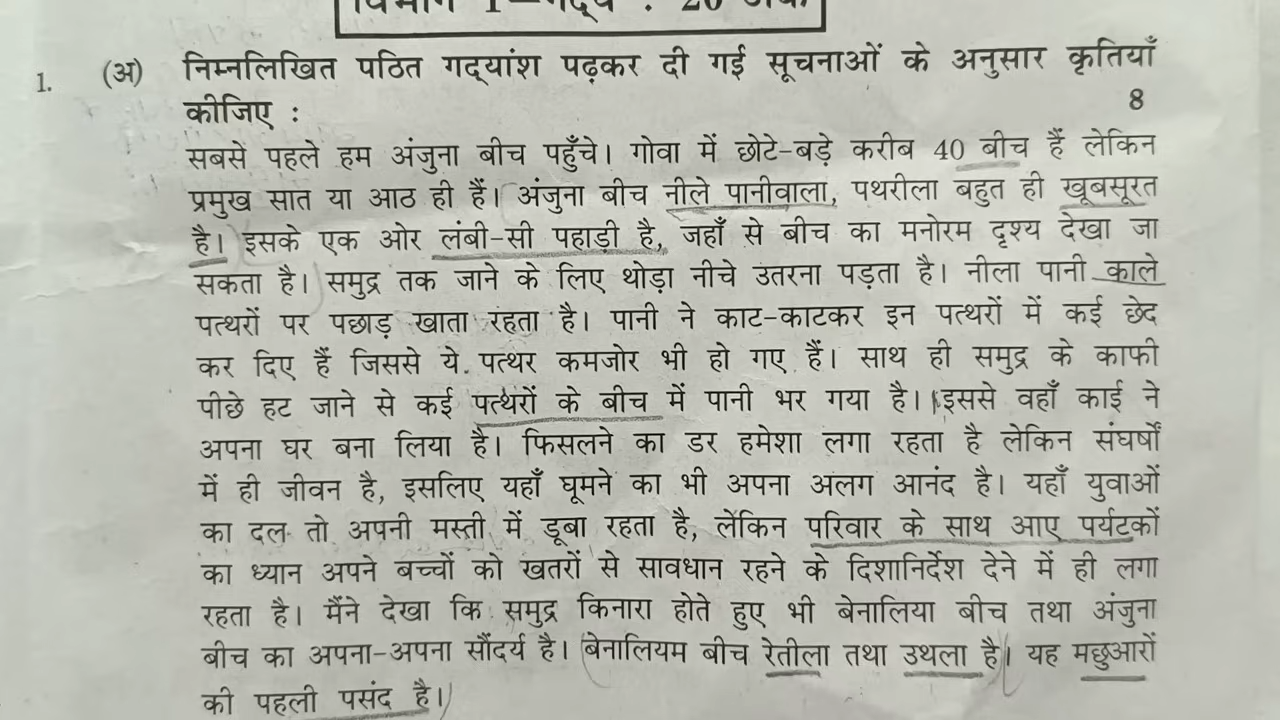 विभाग 1—गद्य : 20 अंक
1. (अ) निम्नलिखित पठित गद्यांश पढ़कर दी गई सूचनाओं के अनुसार कृतियाँ
कीजिए : 8
सबसे पहले हम अंजुना बीच पहुँचे। गोवा में छोटे-बड़े करीब 40 बीच हैं लेकिन
प्रमुख सात या आठ ही हैं। अंजुना बीच नीले पानीवाला, पथरीला बहुत ही खूबसूरत
है। इसके एक ओर लंबी-सी पहाड़ी है, जहाँ से बीच का मनोरम दृश्य देखा जा
सकता है। समुद्र तक जाने के लिए थोड़ा नीचे उतरना पड़ता है। नीला पानी काले
पत्थरों पर पछाड़ खाता रहता है। पानी ने काट-काटकर इन पत्थरों में कई छेद
कर दिए हैं जिससे ये पत्थर कमजोर भी हो गए हैं। साथ ही समुद्र के काफी
पीछे हट जाने से कई पत्थरों के बीच में पानी भर गया है। इससे वहाँ काई ने
अपना घर बना लिया है। फिसलने का डर हमेशा लगा रहता है लेकिन संघर्षों
में ही जीवन है, इसलिए यहाँ घूमने का भी अपना अलग आनंद है। यहाँ युवाओं
का दल तो अपनी मस्ती में डूबा रहता है, लेकिन परिवार के साथ आए पर्यटकों
का ध्यान अपने बच्चों को खतरों से सावधान रहने के दिशानिर्देश देने में ही लगा
रहता है। मैंने देखा कि समुद्र किनारा होते हुए भी बेनालिया बीच तथा अंजुना
बीच का अपना-अपना सौंदर्य है। बेनालियम बीच रेतीला तथा उथला है। यह मछुआरों
की पहली पसंद है।